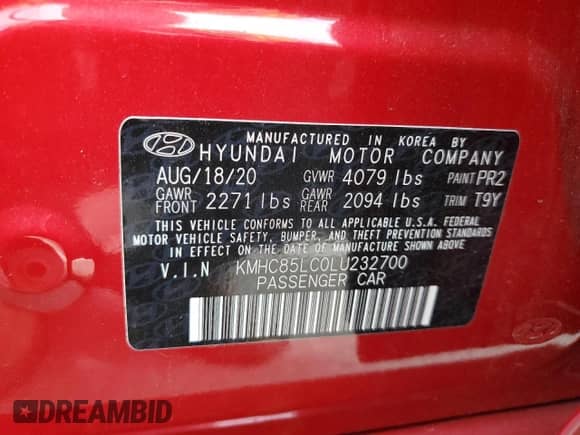 MANUFACTURED IN KOREA BY
HYUNDAI MOTOR COMPANY
AUG/18/20 GVWR 4079 lbs PAINT PR2
GAWR FRONT 2271 lbs GAWR REAR 2094 lbs TRIM T9Y
THIS VEHICLE CONFORMS TO ALL APPLICABLE U.S.A. FEDERAL
MOTOR VEHICLE SAFETY, BUMPER, AND THEFT PREVENTION STANDARDS
IN EFFECT ON THE DATE OF MANUFACTURE SHOWN ABOVE.
V.I.N KMHC85LC0LU232700
PASSENGER CAR
DREAMBID